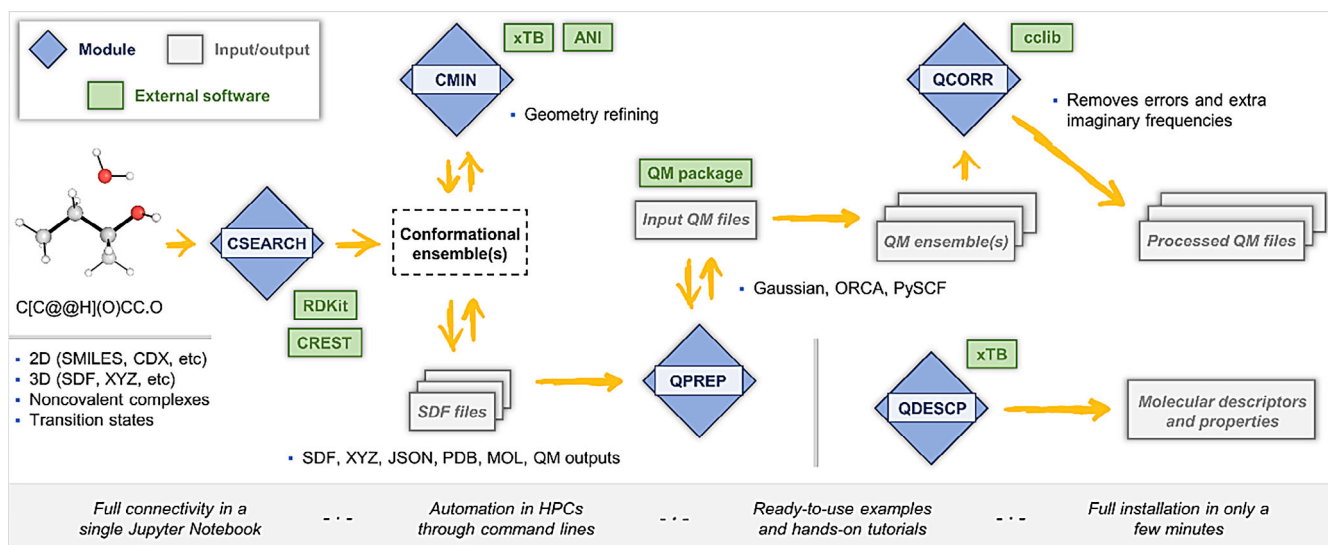 Module
Input/output
External software
xTB
ANI
CMIN
Geometry refining
cclib
QCORR
Removes errors and extra
imaginary frequencies
C[C@@H](O)CC.O
CSEARCH
RDKit
CREST
Conformational
ensemble(s)
QM package
Input QM files
QM ensemble(s)
Processed QM files
Gaussian, ORCA, PySCF
2D (SMILES, CDX, etc)
3D (SDF, XYZ, etc)
Noncovalent complexes
Transition states
SDF files
SDF, XYZ, JSON, PDB, MOL, QM outputs
QPREP
xTB
QDESCP
Molecular descriptors
and properties
Full connectivity in a
single Jupyter Notebook
Automation in HPCs
through command lines
Ready-to-use examples
and hands-on tutorials
Full installation in only a
few minutes